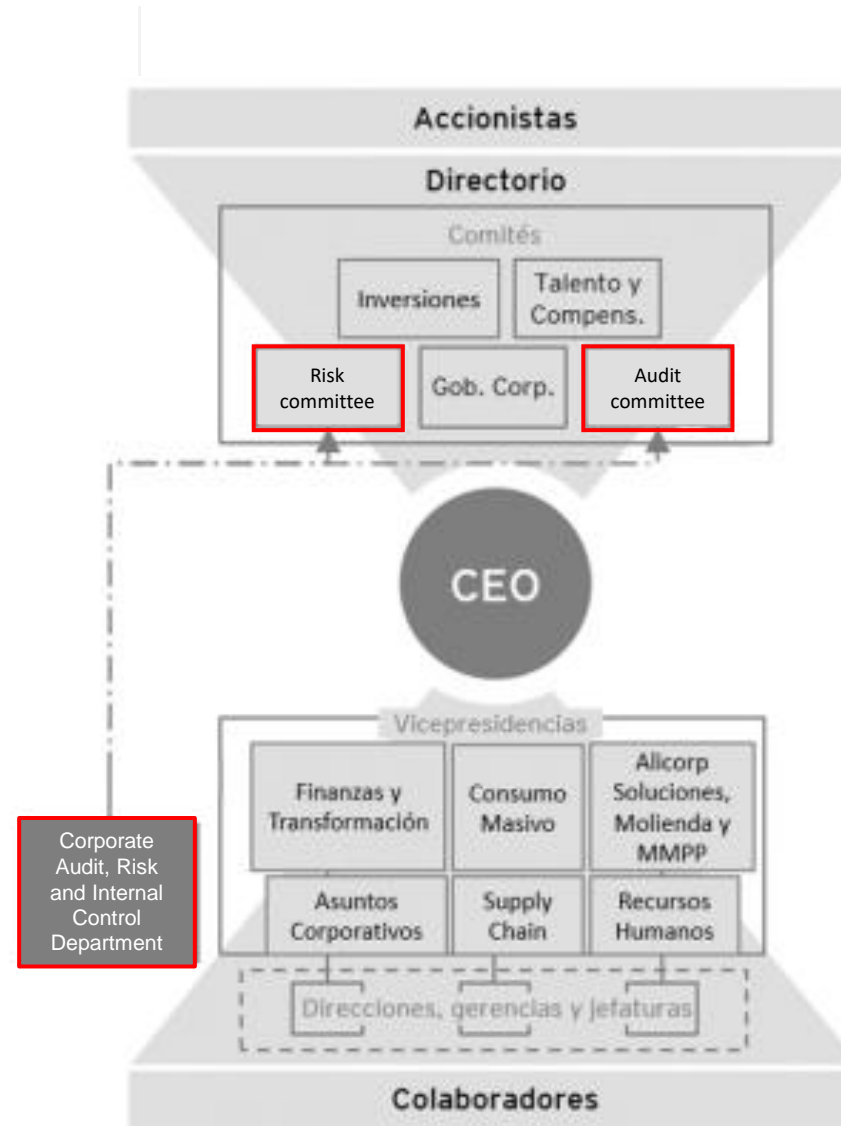 Accionistas
Directorio
Comités
Inversiones
Talento y
Compens.
Risk
committee
Gob. Corp.
Audit
committee
CEO
Vicepresidencias
Finanzas y
Transformación
Consumo
Masivo
Alicorp
Soluciones,
Molienda y
MMPP
Corporate
Audit, Risk
and Internal
Control
Department
Asuntos
Corporativos
Supply
Chain
Recursos
Humanos
Direcciones, gerencias y jefaturas
Colaboradores